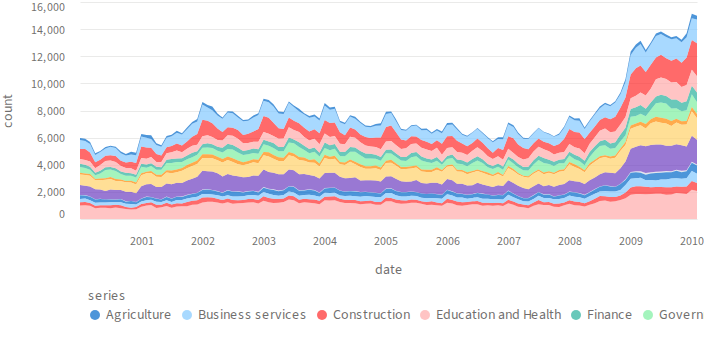 16,000
14,000
12,000
10,000
8,000
6,000
4,000
2,000
0
count
2001 2002 2003 2004 2005 2006 2007 2008 2009 2010
date
series
Agriculture Business services Construction Education and Health Finance Govern